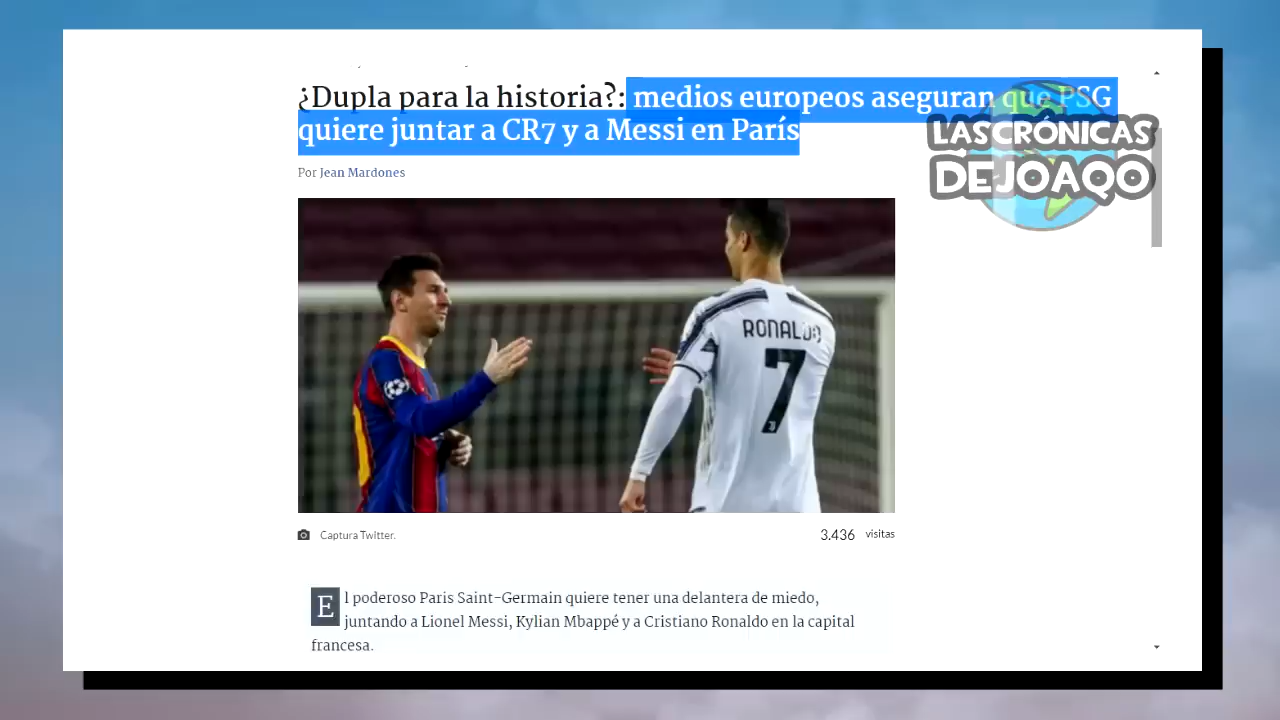 ¿Dupla para la historia?: medios europeos aseguran que PSG
quiere juntar a CR7 y a Messi en París
LAS CRÓNICAS
DE JOAQO
Por Jean Mardones
RONALDO
7
Captura Twitter.
3.436 visitas
El poderoso Paris Saint-Germain quiere tener una delantera de miedo,
juntando a Lionel Messi, Kylian Mbappé y a Cristiano Ronaldo en la capital
francesa.